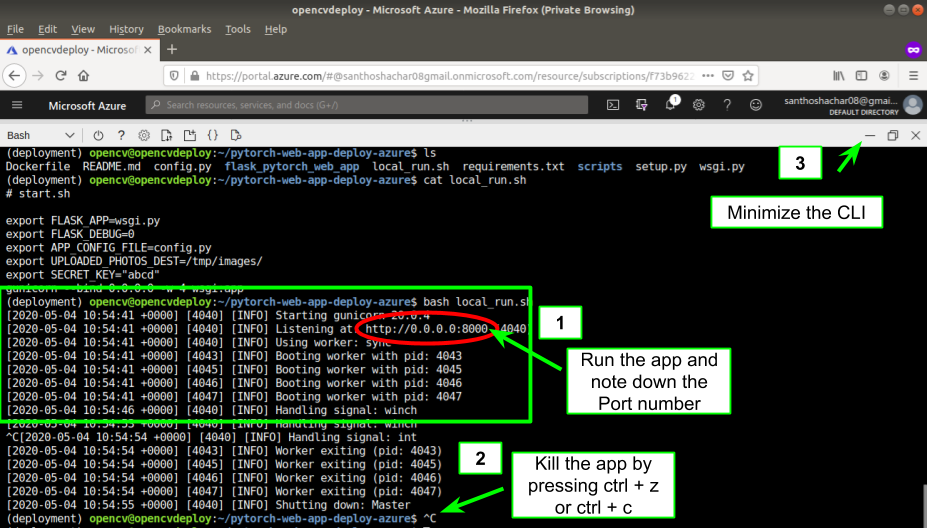 opencvdeploy - Microsoft Azure - Mozilla Firefox (Private Browsing)
File Edit View History Bookmarks Tools Help
opencvdeploy - Microsof
https://portal.azure.com/#@santhoshachar08gmail.onmicrosoft.com/resource/subscriptions/f73b9622
Microsoft Azure
Search resources, services, and docs (G+/)
1
santhoshachar08@gmai...
DEFAULT DIRECTORY
Bash
(deployment) opencv@opencvdeploy:~/pytorch-web-app-deploy-azure$ ls
Dockerfile README.md config.py flask_pytorch_web_app local_run.sh requirements.txt scripts setup.py wsgi.py
(deployment) opencv@opencvdeploy:~/pytorch-web-app-deploy-azure$ cat local_run.sh
# start.sh
export FLASK_APP=wsgi.py
export FLASK_DEBUG=0
export APP_CONFIG_FILE=config.py
export UPLOADED_PHOTOS_DEST=/tmp/images/
export SECRET_KEY="abcd"
gunicorn --bind 0.0.0.0 -w 4 wsgi:app
(deployment) opencv@opencvdeploy:~/pytorch-web-app-deploy-azure$ bash local_run.sh
[2020-05-04 10:54:41 +0000] [4040] [INFO] Starting gunicorn 20.0.4
[2020-05-04 10:54:41 +0000] [4040] [INFO] Listening at: http://0.0.0.0:8000 (4040)
[2020-05-04 10:54:41 +0000] [4040] [INFO] Using worker: sync
[2020-05-04 10:54:41 +0000] [4043] [INFO] Booting worker with pid: 4043
[2020-05-04 10:54:41 +0000] [4045] [INFO] Booting worker with pid: 4045
[2020-05-04 10:54:41 +0000] [4046] [INFO] Booting worker with pid: 4046
[2020-05-04 10:54:41 +0000] [4047] [INFO] Booting worker with pid: 4047
[2020-05-04 10:54:46 +0000] [4040] [INFO] Handling signal: winch
[2020-05-04 10:54:53 +0000] [4040] [INFO] Handling signal: winch
^C[2020-05-04 10:54:54 +0000] [4040] [INFO] Handling signal: int
[2020-05-04 10:54:54 +0000] [4043] [INFO] Worker exiting (pid: 4043)
[2020-05-04 10:54:54 +0000] [4045] [INFO] Worker exiting (pid: 4045)
[2020-05-04 10:54:54 +0000] [4046] [INFO] Worker exiting (pid: 4046)
[2020-05-04 10:54:54 +0000] [4047] [INFO] Worker exiting (pid: 4047)
[2020-05-04 10:54:55 +0000] [4040] [INFO] Shutting down: Master
(deployment) opencv@opencvdeploy:~/pytorch-web-app-deploy-azure$ ^C
3
Minimize the CLI
1
Run the app and
note down the
Port number
2
Kill the app by
pressing ctrl + z
or ctrl + c